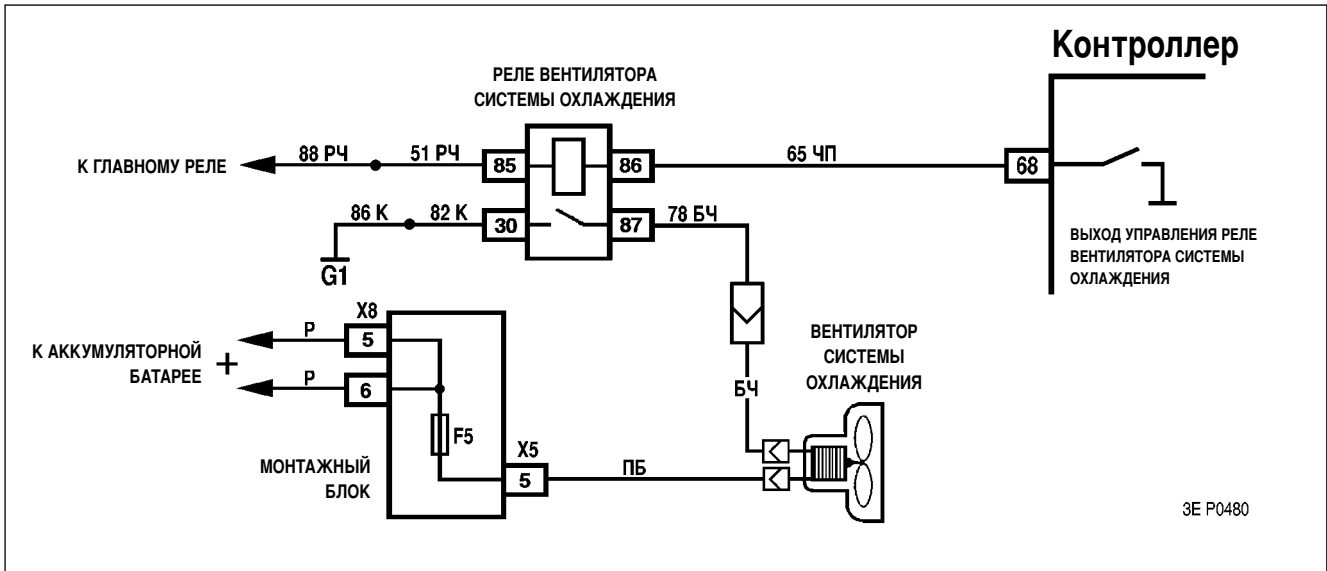 Контроллер
РЕЛЕ ВЕНТИЛЯТОРА
СИСТЕМЫ ОХЛАЖДЕНИЯ
К ГЛАВНОМУ РЕЛЕ
88 РЧ
51 РЧ
85
86
65 ЧП
68
86 К
82 К
30
87
78 БЧ
G1
ВЫХОД УПРАВЛЕНИЯ РЕЛЕ
ВЕНТИЛЯТОРА СИСТЕМЫ
ОХЛАЖДЕНИЯ
К АККУМУЛЯТОРНОЙ
БАТАРЕЕ
+
Р
Р
X8
5
6
F5
X5
5
МОНТАЖНЫЙ
БЛОК
ПБ
БЧ
ВЕНТИЛЯТОР
СИСТЕМЫ
ОХЛАЖДЕНИЯ
3Е Р0480